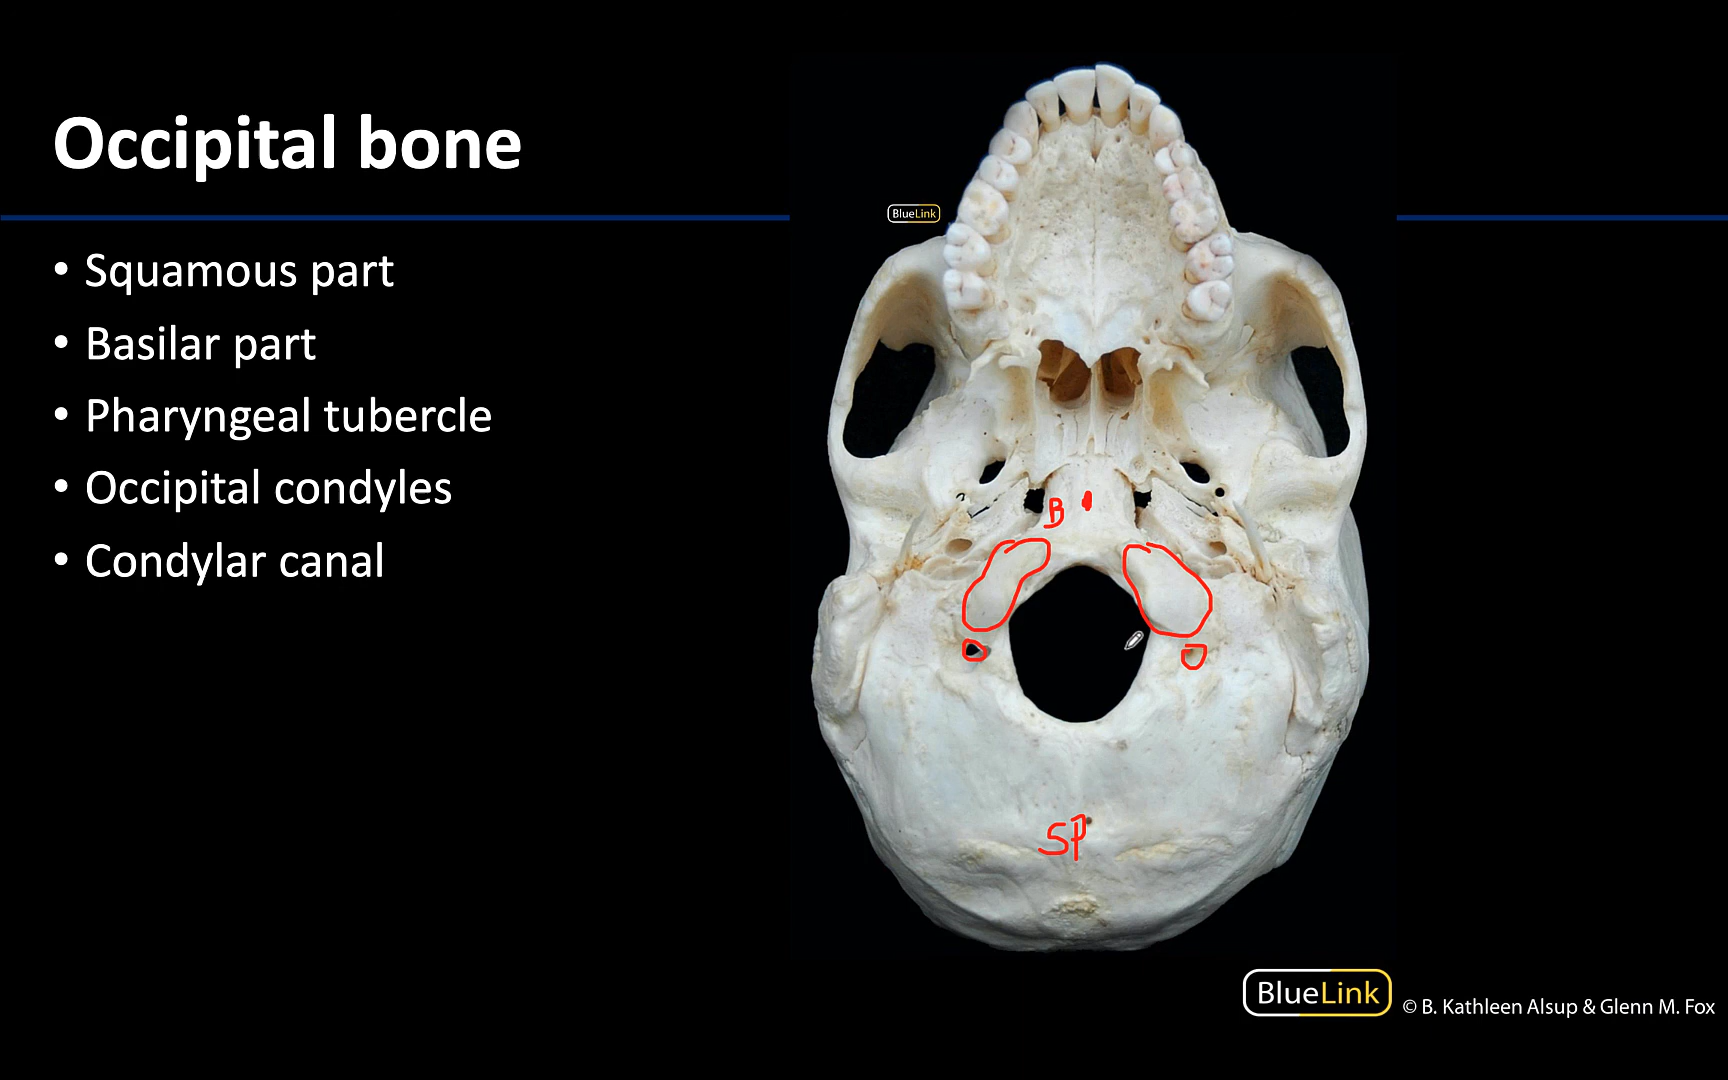 Occipital bone
BlueLink
• Squamous part
• Basilar part
• Pharyngeal tubercle
• Occipital condyles
• Condylar canal
B
SP
BlueLink
© B. Kathleen Alsup & Glenn M. Fox